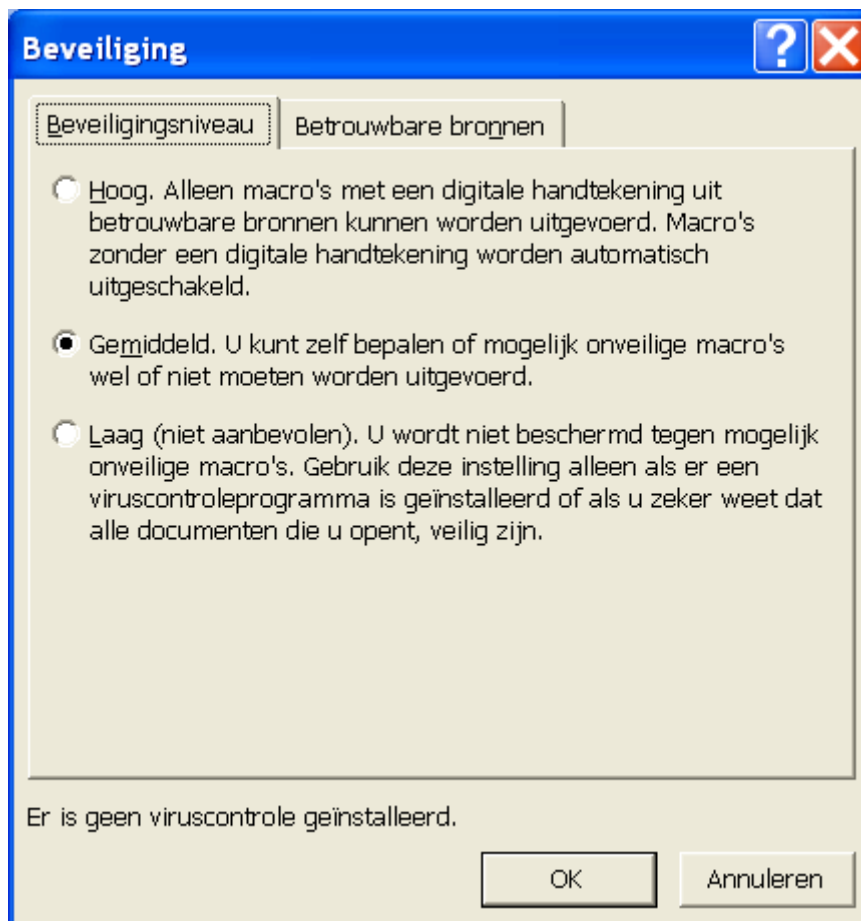 Beveiliging
Beveiligingsniveau
Betrouwbare bronnen
Hoog. Alleen macro's met een digitale handtekening uit
betrouwbare bronnen kunnen worden uitgevoerd. Macro's
zonder een digitale handtekening worden automatisch
uitgeschakeld.
Gemiddeld. U kunt zelf bepalen of mogelijk onveilige macro's
wel of niet moeten worden uitgevoerd.
Laag (niet aanbevolen). U wordt niet beschermd tegen mogelijk
onveilige macro's. Gebruik deze instelling alleen als er een
viruscontroleprogramma is geïnstalleerd of als u zeker weet dat
alle documenten die u opent, veilig zijn.
Er is geen viruscontrole geïnstalleerd.
OK
Annuleren